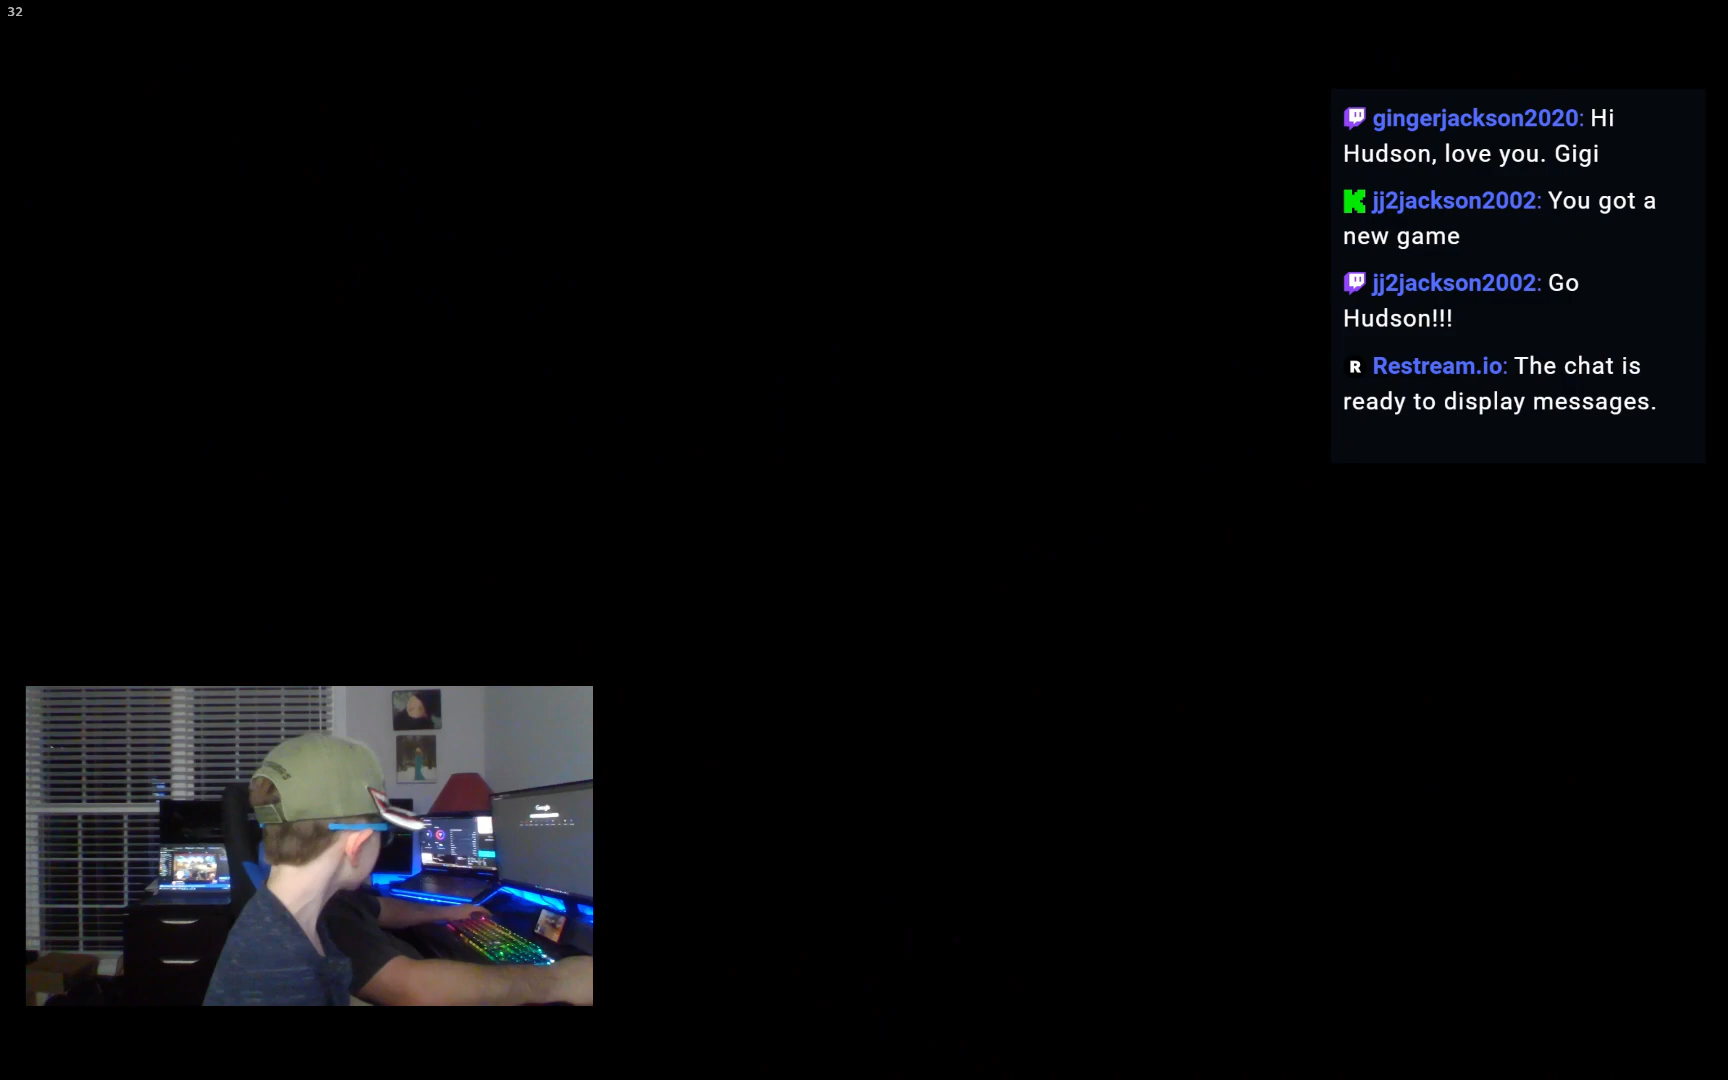 32
gingerjackson2020: Hi
Hudson, love you. Gigi
jj2jackson2002: You got a
new game
jj2jackson2002: Go
Hudson!!!
R Restream.io: The chat is
ready to display messages.
Google